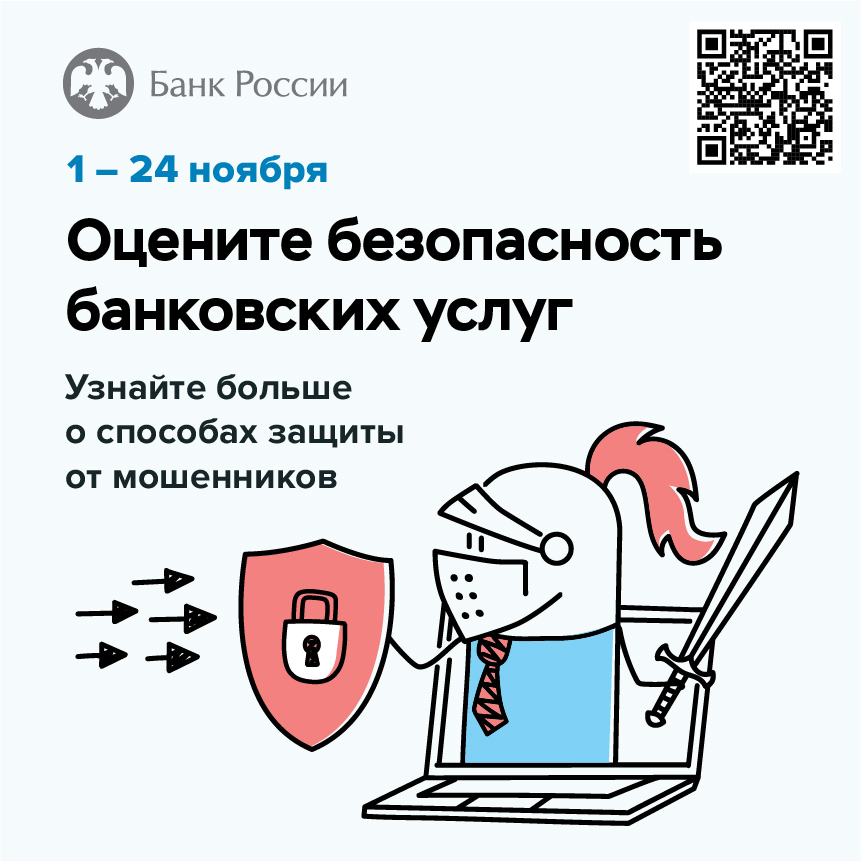 Банк России
1 – 24 ноября
Оцените безопасность
банковских услуг
Узнайте больше
о способах защиты
от мошенников